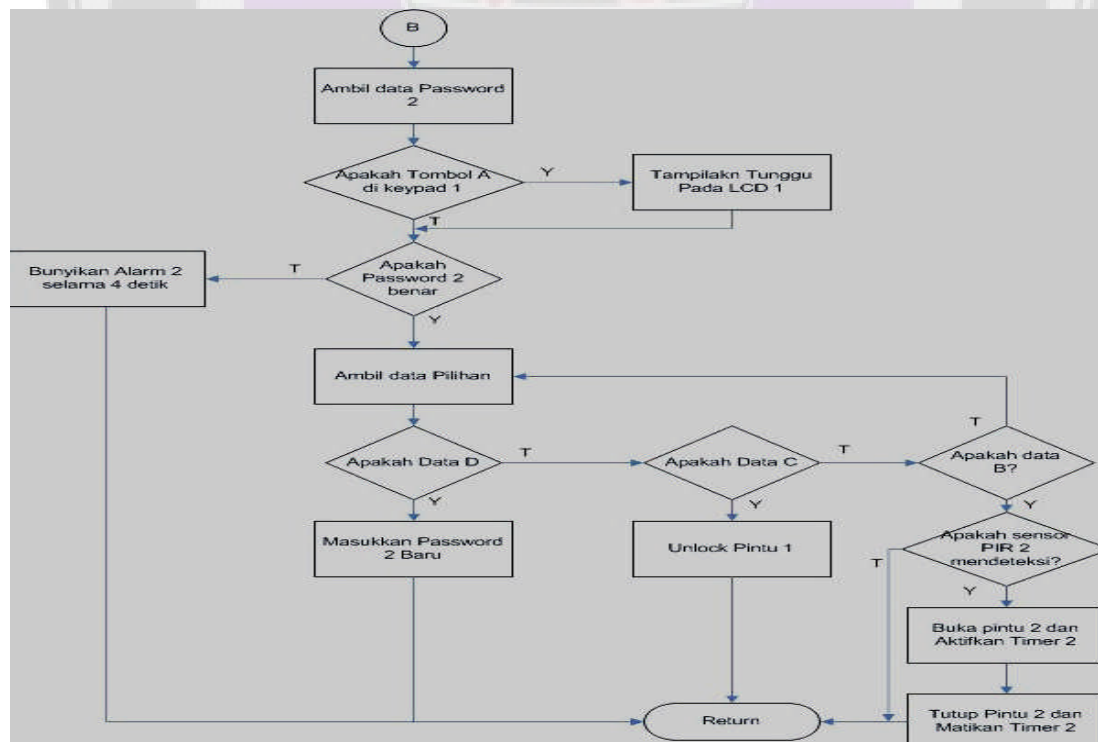 B
Ambil data Password
2
Apakah Tombol A
di keypad 1
Y
Tampilakn Tunggu
Pada LCD 1
T
Bunyikan Alarm 2
selama 4 detik
T
Apakah
Password 2
benar
Y
Ambil data Pilihan
Apakah Data D
T
Apakah Data C
T
Apakah data
B?
T
Y
Y
Y
Masukkan Password
2 Baru
Unlock Pintu 1
Apakah sensor
PIR 2
mendeteksi?
T
Y
Buka pintu 2 dan
Aktifkan Timer 2
Tutup Pintu 2 dan
Matikan Timer 2
Return